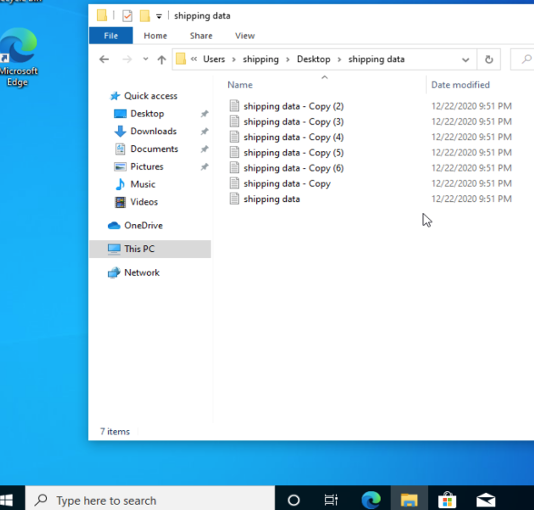 shipping data
File Home Share View
« Users > shipping > Desktop > shipping data
Name Date modified
Quick access
Desktop
Downloads
Documents
Pictures
Music
Videos
OneDrive
This PC
Network
shipping data - Copy (2) 12/22/2020 9:51 PM
shipping data - Copy (3) 12/22/2020 9:51 PM
shipping data - Copy (4) 12/22/2020 9:51 PM
shipping data - Copy (5) 12/22/2020 9:51 PM
shipping data - Copy (6) 12/22/2020 9:51 PM
shipping data - Copy 12/22/2020 9:51 PM
shipping data 12/22/2020 9:51 PM
7 items
Microsoft
Edge
Type here to search